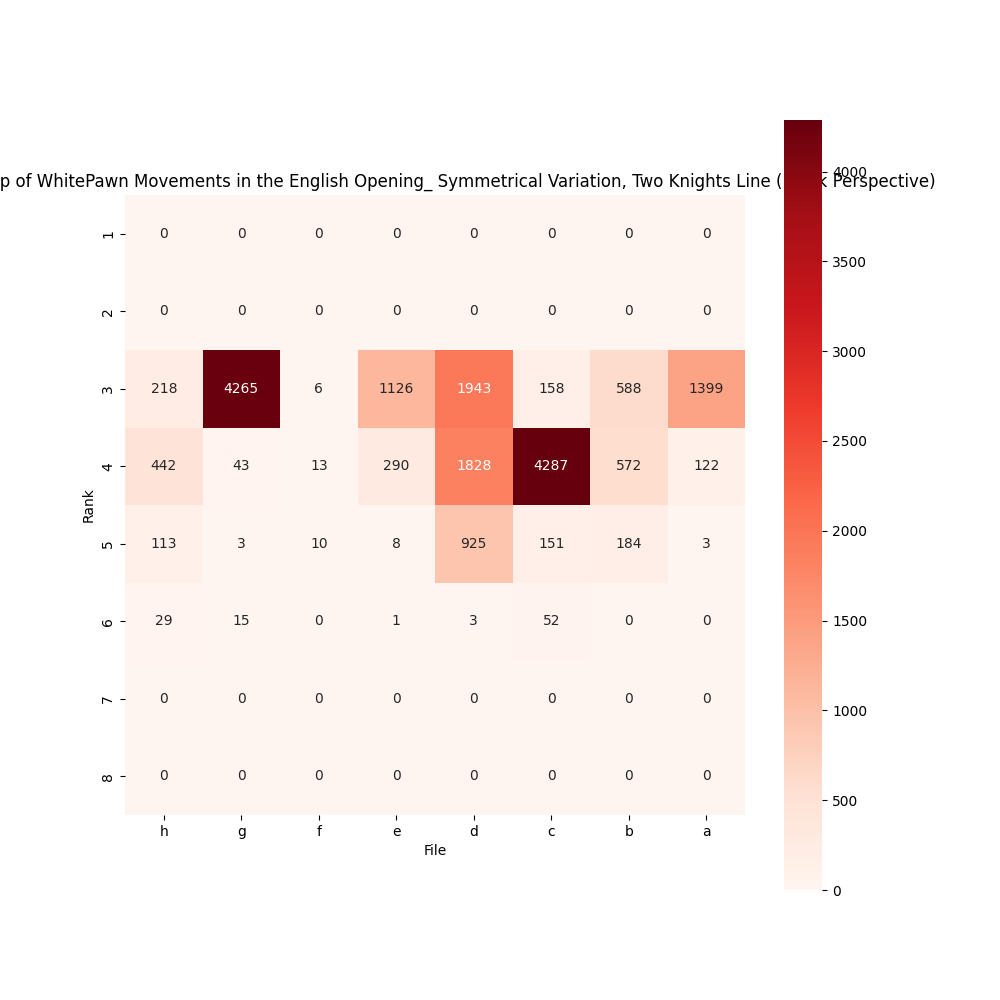 p of WhitePawn Movements in the English Opening_ Symmetrical Variation, Two Knights Line ( k Perspective)
4000
1 0 0 0 0 0 0 0 0
3500
2 0 0 0 0 0 0 0 0
3000
3 218 4265 6 1126 1943 158 588 1399
2500
4 442 43 13 290 1828 4287 572 122
Rank
2000
5 113 3 10 8 925 151 184 3
1500
6 29 15 0 1 3 52 0 0
1000
7 0 0 0 0 0 0 0 0
500
8 0 0 0 0 0 0 0 0
h g f e d c b a
File
0